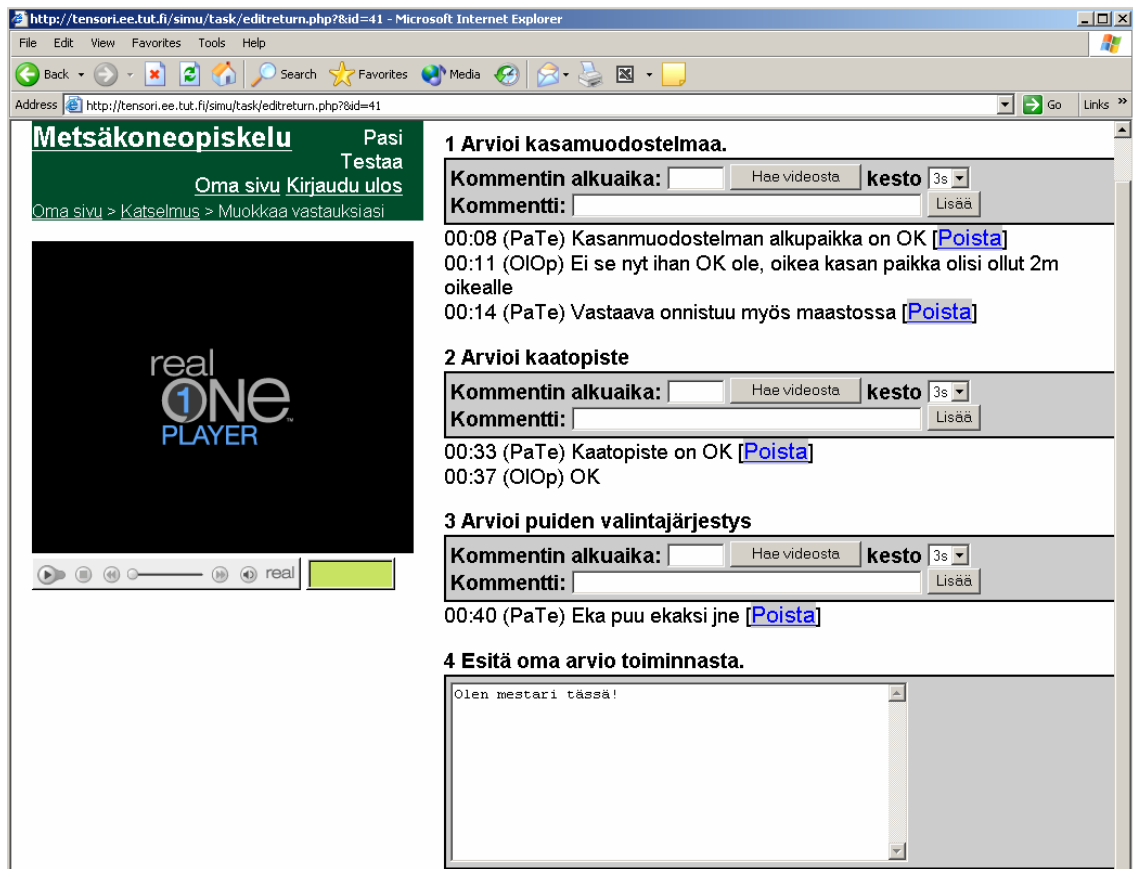 http://tensori.ee.tut.fi/simu/task/editreturn.php?&id=41 - Microsoft Internet Explorer
File Edit View Favorites Tools Help
Back Search Favorites Media
Address http://tensori.ee.tut.fi/simu/task/editreturn.php?&id=41 Go Links »
Metsäkoneopiskelu Pasi
Testaa
Oma sivu Kirjaudu ulos
Oma sivu > Katselmus > Muokkaa vastauksiasi
real
ONE
PLAYER
real
1 Arvioi kasamuodostelmaa.
Kommentin alkuaika: Hae videosta kesto 3s
Kommentti: Lisää
00:08 (PaTe) Kasanmuodostelman alkupaikka on OK [Poista]
00:11 (OlOp) Ei se nyt ihan OK ole, oikea kasan paikka olisi ollut 2m
oikealle
00:14 (PaTe) Vastaava onnistuu myös maastossa [Poista]
2 Arvioi kaatopiste
Kommentin alkuaika: Hae videosta kesto 3s
Kommentti: Lisää
00:33 (PaTe) Kaatopiste on OK [Poista]
00:37 (OlOp) OK
3 Arvioi puiden valintajärjestys
Kommentin alkuaika: Hae videosta kesto 3s
Kommentti: Lisää
00:40 (PaTe) Eka puu ekaksi jne [Poista]
4 Esitä oma arvio toiminnasta.
Olen mestari tässä!